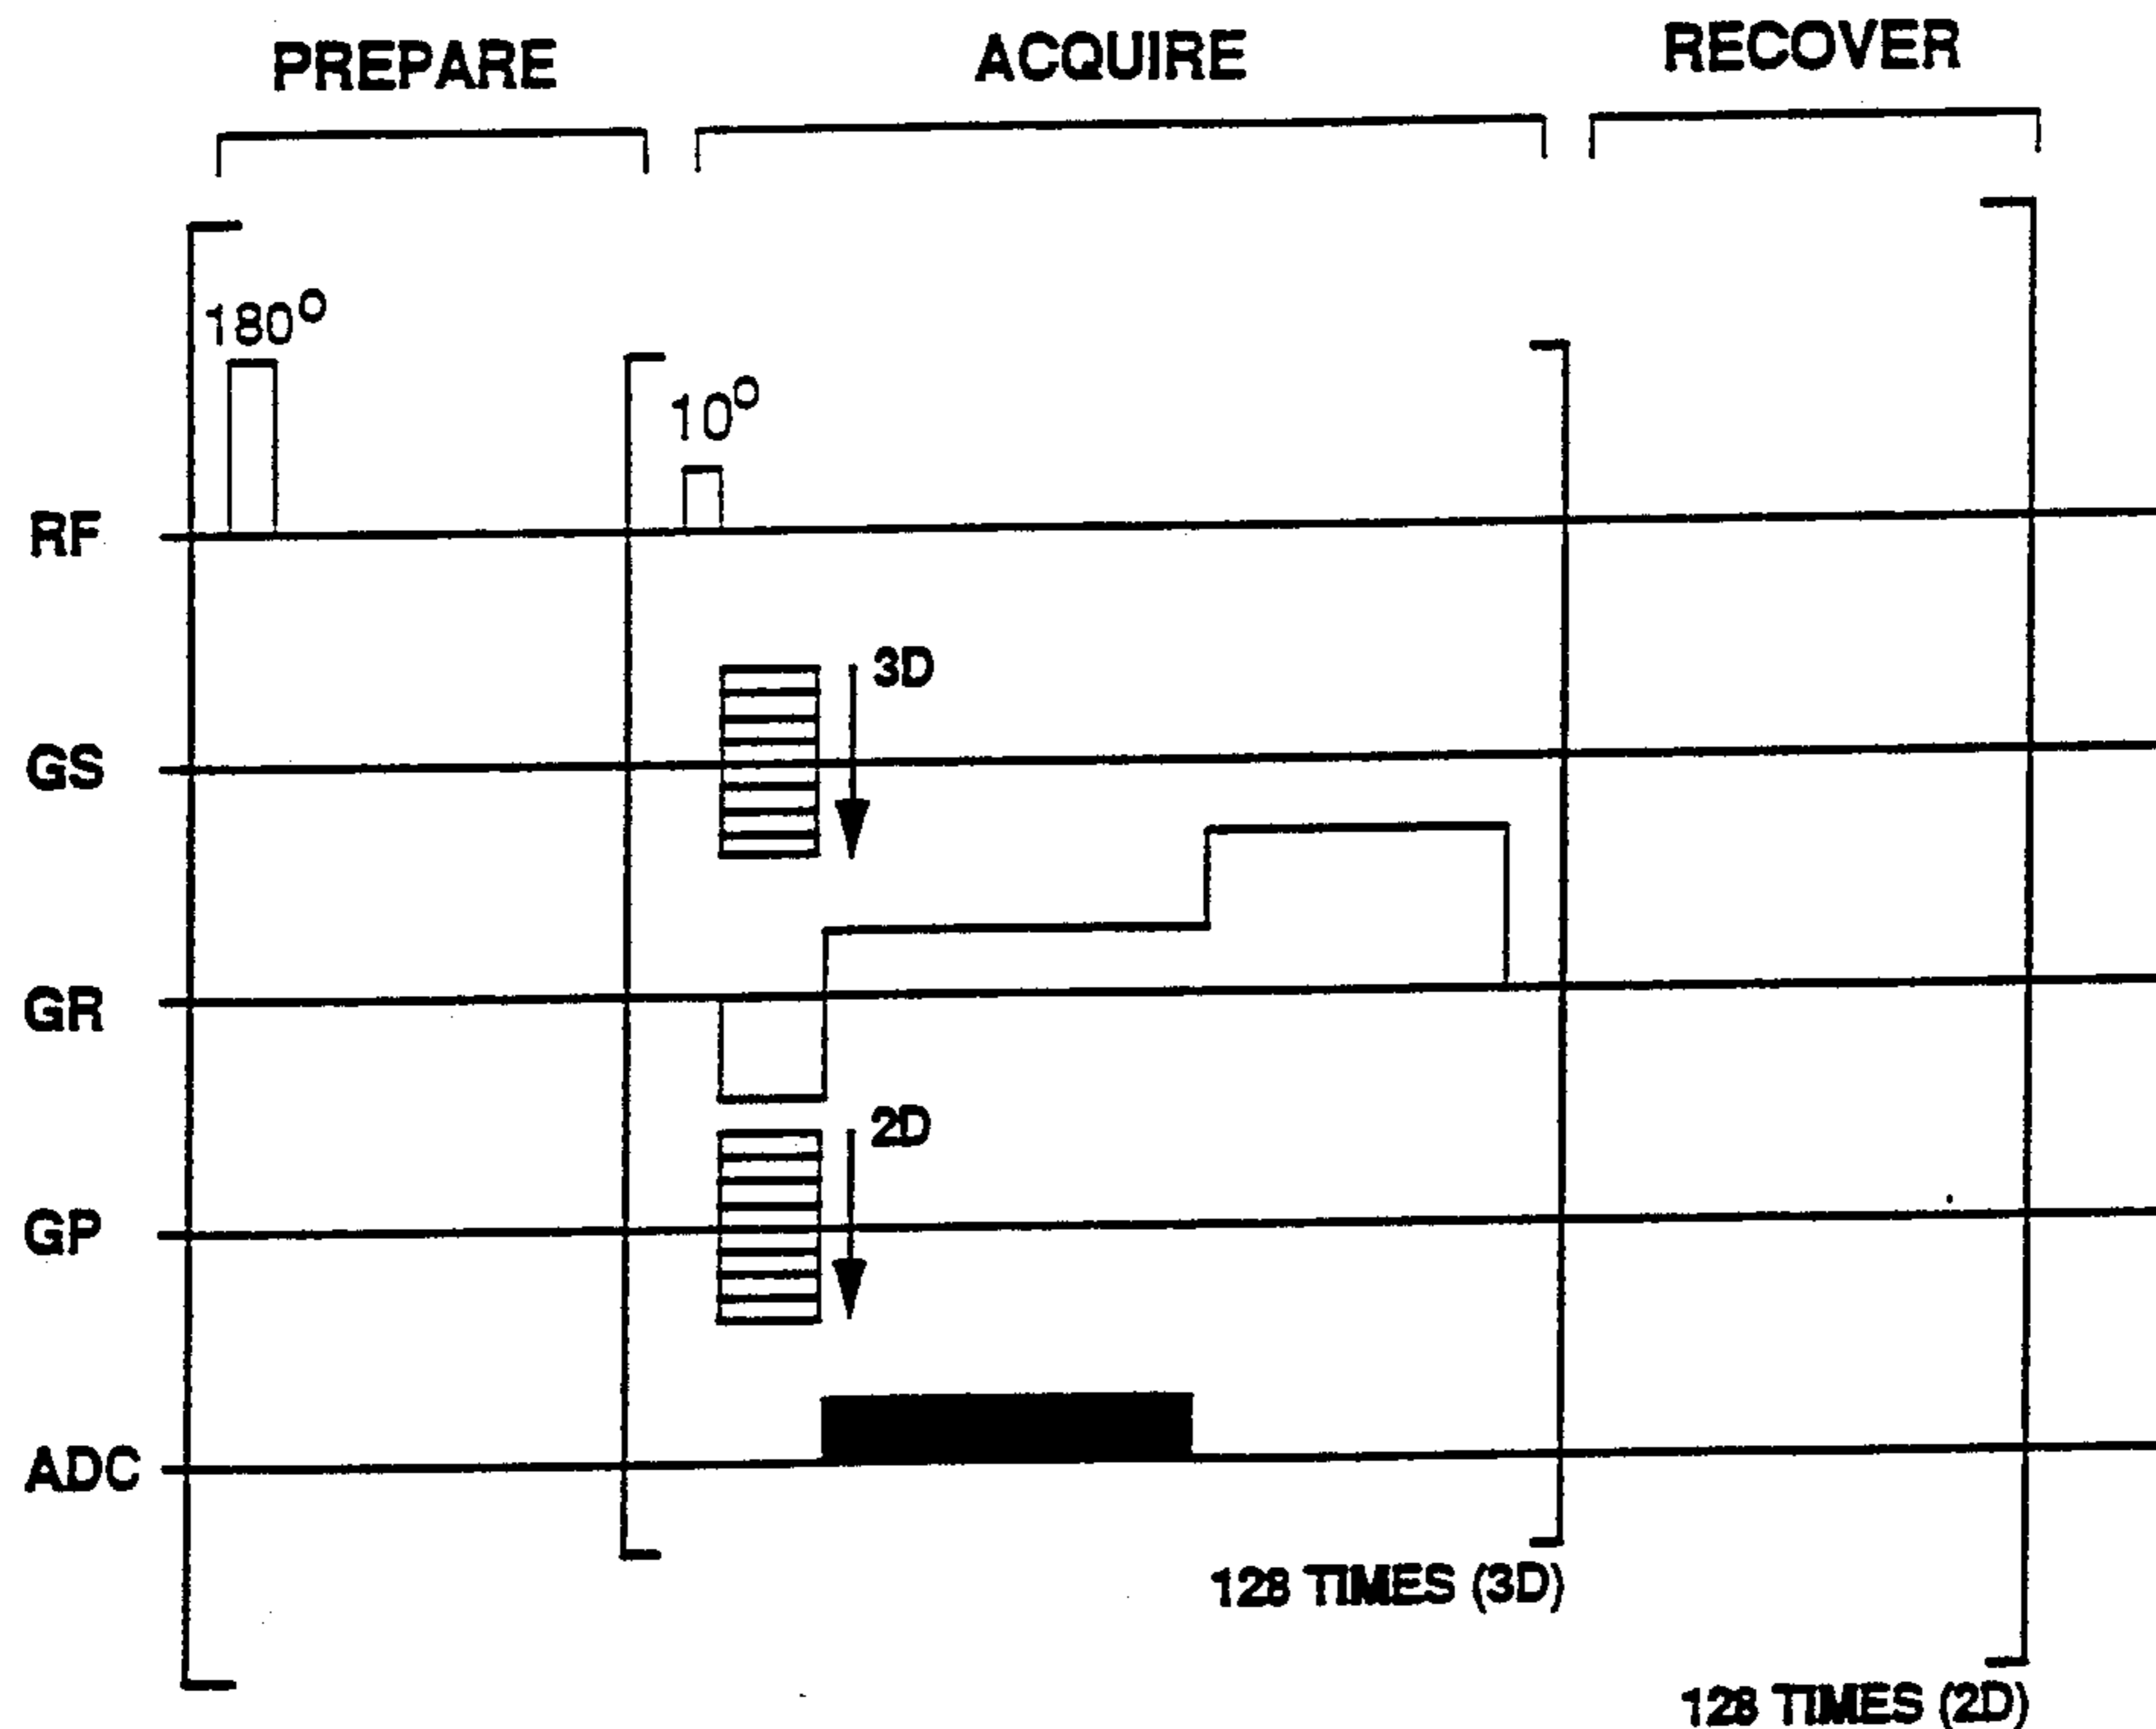 PREPARE
ACQUIRE
RECOVER
180°
10°
RF
3D
GS
GR
2D
GP
ADC
128 TIMES (3D)
128 TIMES (2D)